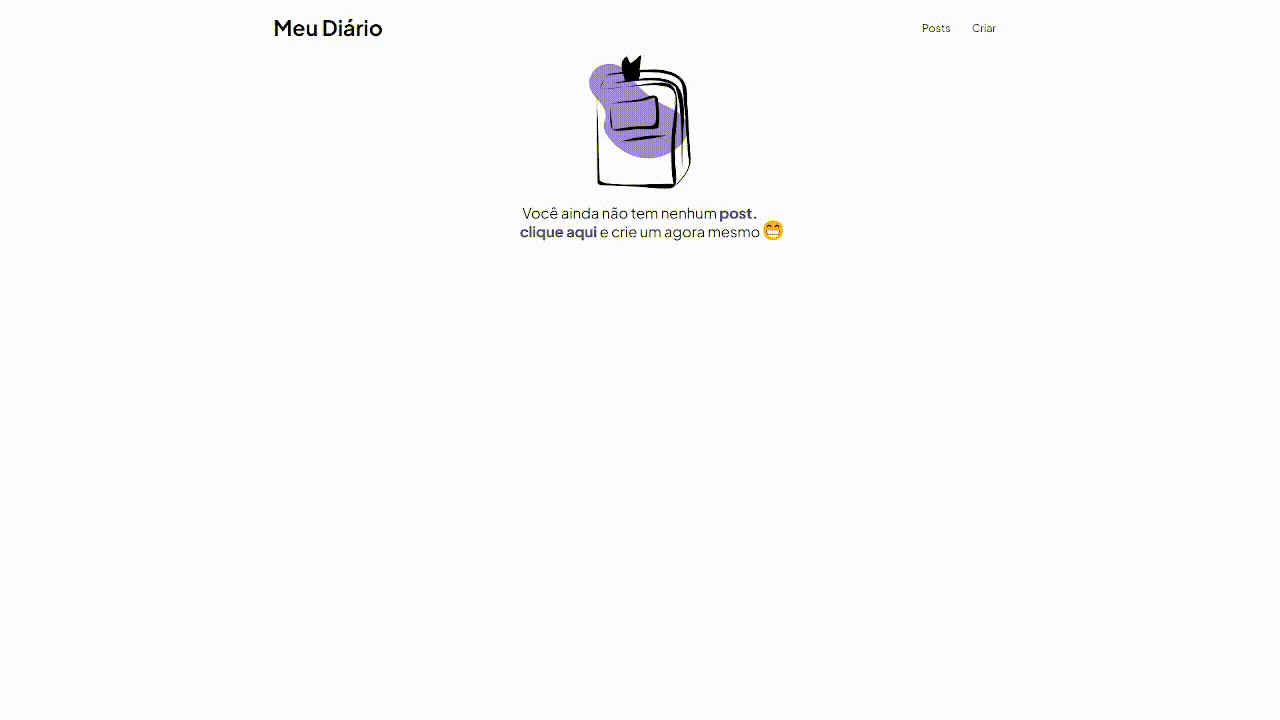 Meu Diário
Posts Criar
Você ainda não tem nenhum post.
clique aqui e crie um agora mesmo 😁